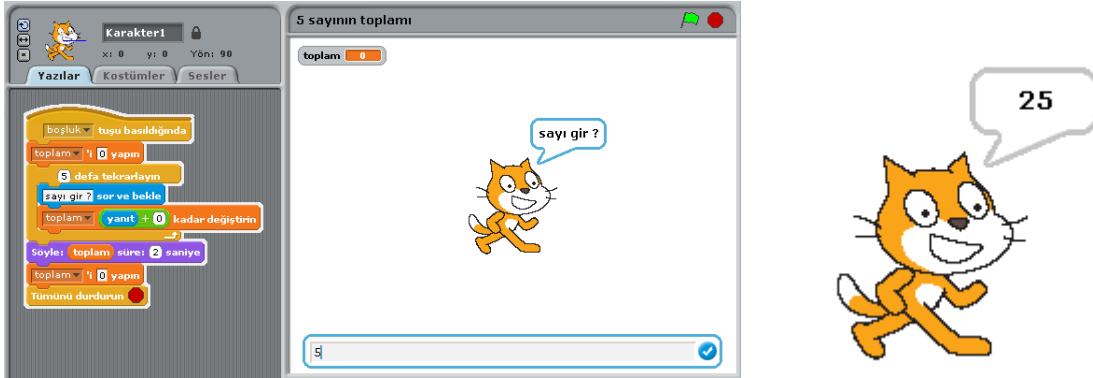 Karakter1
x: 0 y: 0 Yön: 90
Yazılar Kostümler Sesler
boşluk tuşu basıldığında
toplam 'i 0 yapın
5 defa tekrarlayın
sayı gir ? sor ve bekle
toplam yanıt + 0 kadar değiştirin
Söyle: toplam süre: 2 saniye
toplam 'i 0 yapın
Tümünü durdurun
5 sayının toplamı
toplam 0
sayı gir ?
5
25